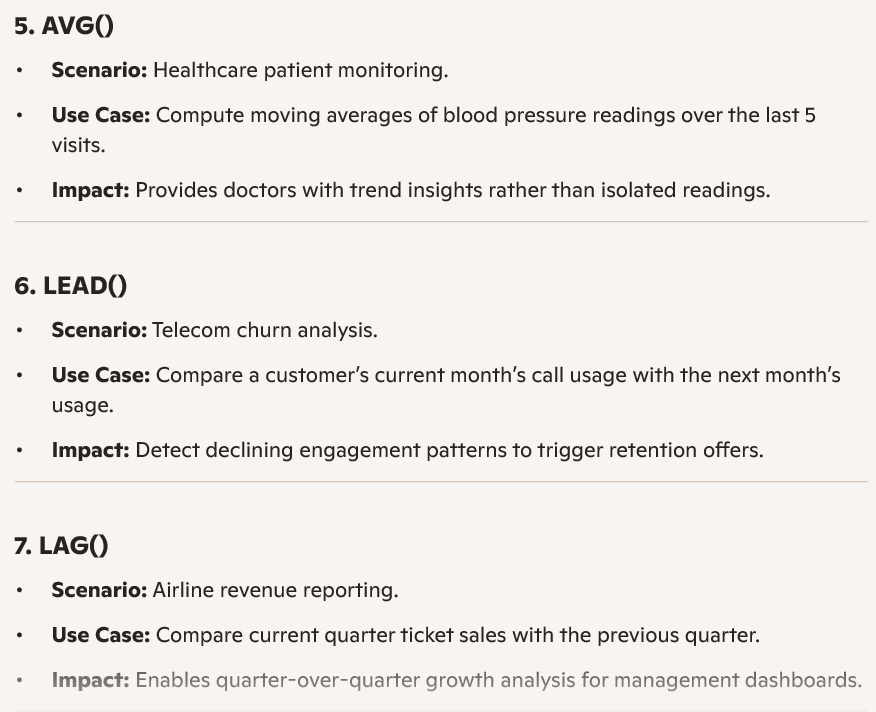 5. AVG()
• Scenario: Healthcare patient monitoring.
• Use Case: Compute moving averages of blood pressure readings over the last 5
visits.
• Impact: Provides doctors with trend insights rather than isolated readings.
6. LEAD()
• Scenario: Telecom churn analysis.
• Use Case: Compare a customer’s current month’s call usage with the next month’s
usage.
• Impact: Detect declining engagement patterns to trigger retention offers.
7. LAG()
• Scenario: Airline revenue reporting.
• Use Case: Compare current quarter ticket sales with the previous quarter.
• Impact: Enables quarter-over-quarter growth analysis for management dashboards.